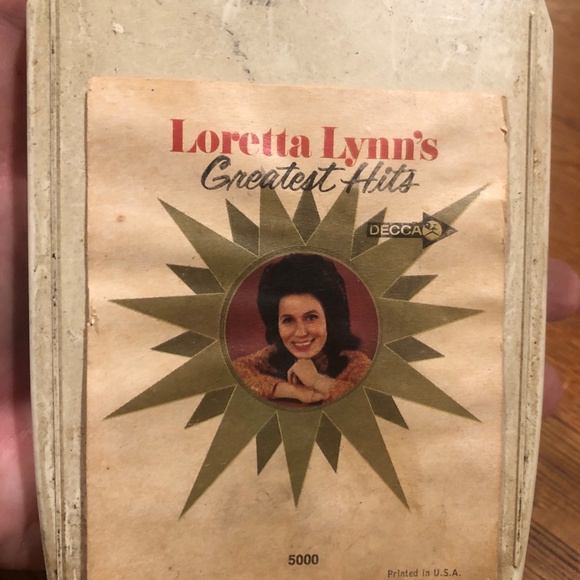 Loretta Lynn's
Greatest Hits
DECCA
5000
Printed in U.S.A.